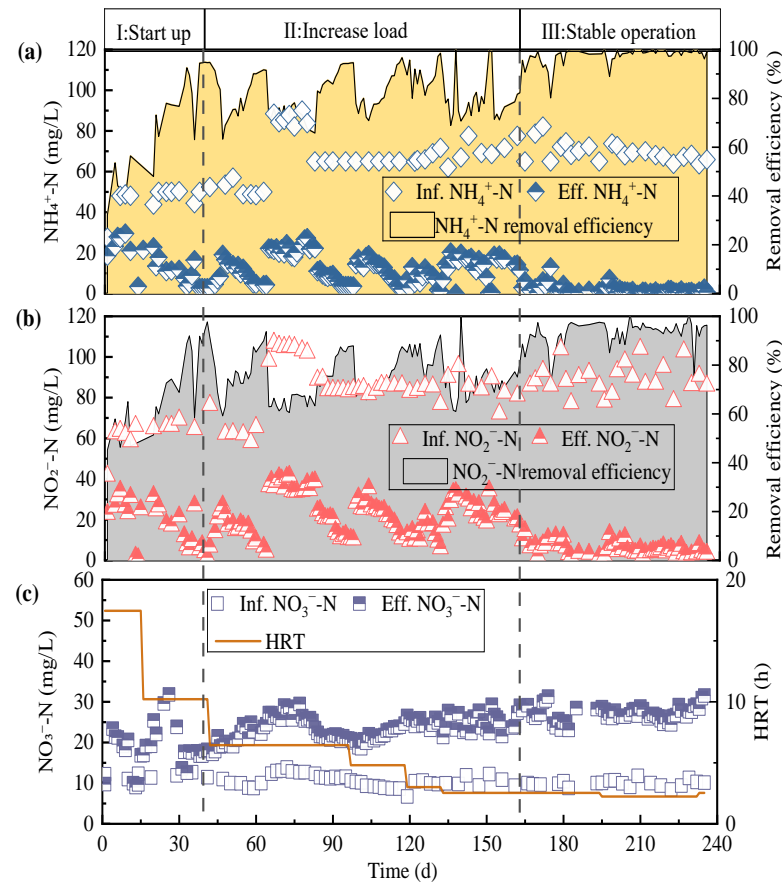 I:Start up II:Increase load III:Stable operation
(a)
120 100
100 80
80 60
60 40
40 20
20 0
0
NH₄⁺-N (mg/L)
Removal efficiency (%)
Inf. NH₄⁺-N Eff. NH₄⁺-N
NH₄⁺-N removal efficiency
(b)
120 100
100 80
80 60
60 40
40 20
20 0
0
NO₂⁻-N (mg/L)
Removal efficiency (%)
Inf. NO₂⁻-N Eff. NO₂⁻-N
NO₂⁻-N removal efficiency
(c)
60 20
50
40
30 10
20
10
0 0
NO₃⁻-N (mg/L)
HRT (h)
Inf. NO₃⁻-N Eff. NO₃⁻-N
HRT
0 30 60 90 120 150 180 210 240
Time (d)